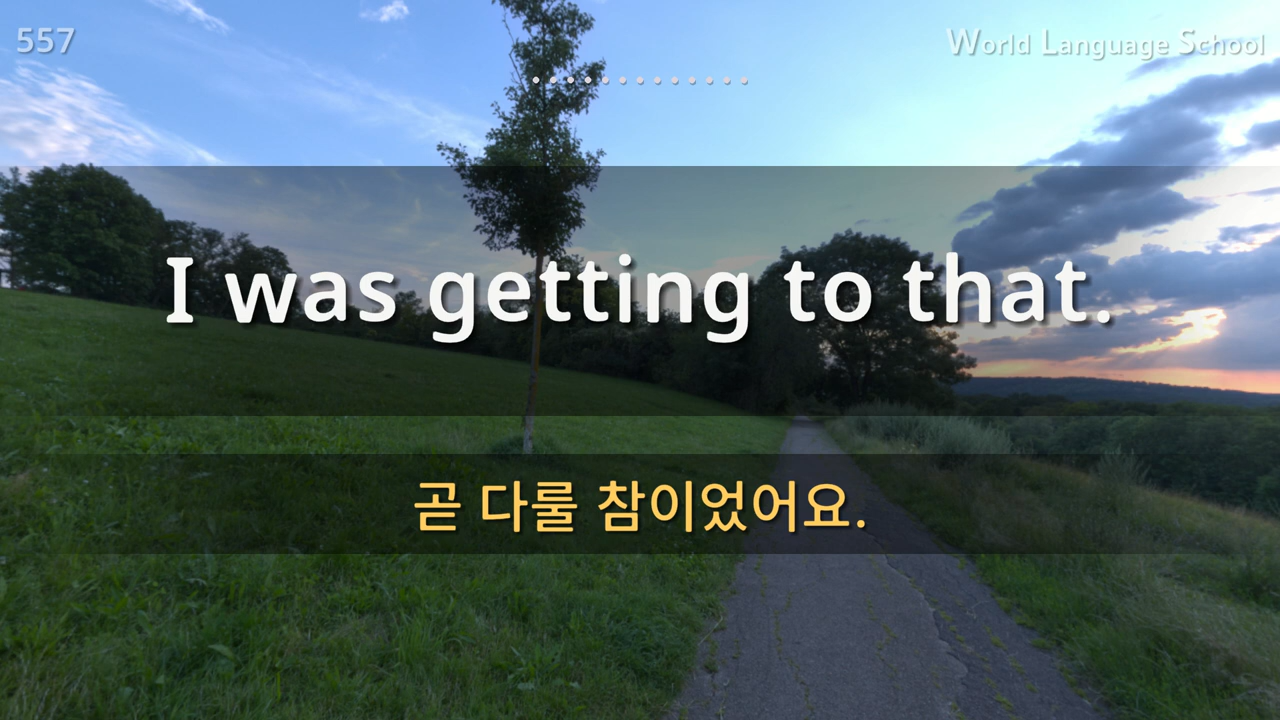 557
World Language School
I was getting to that.
곧 다룰 참이었어요.